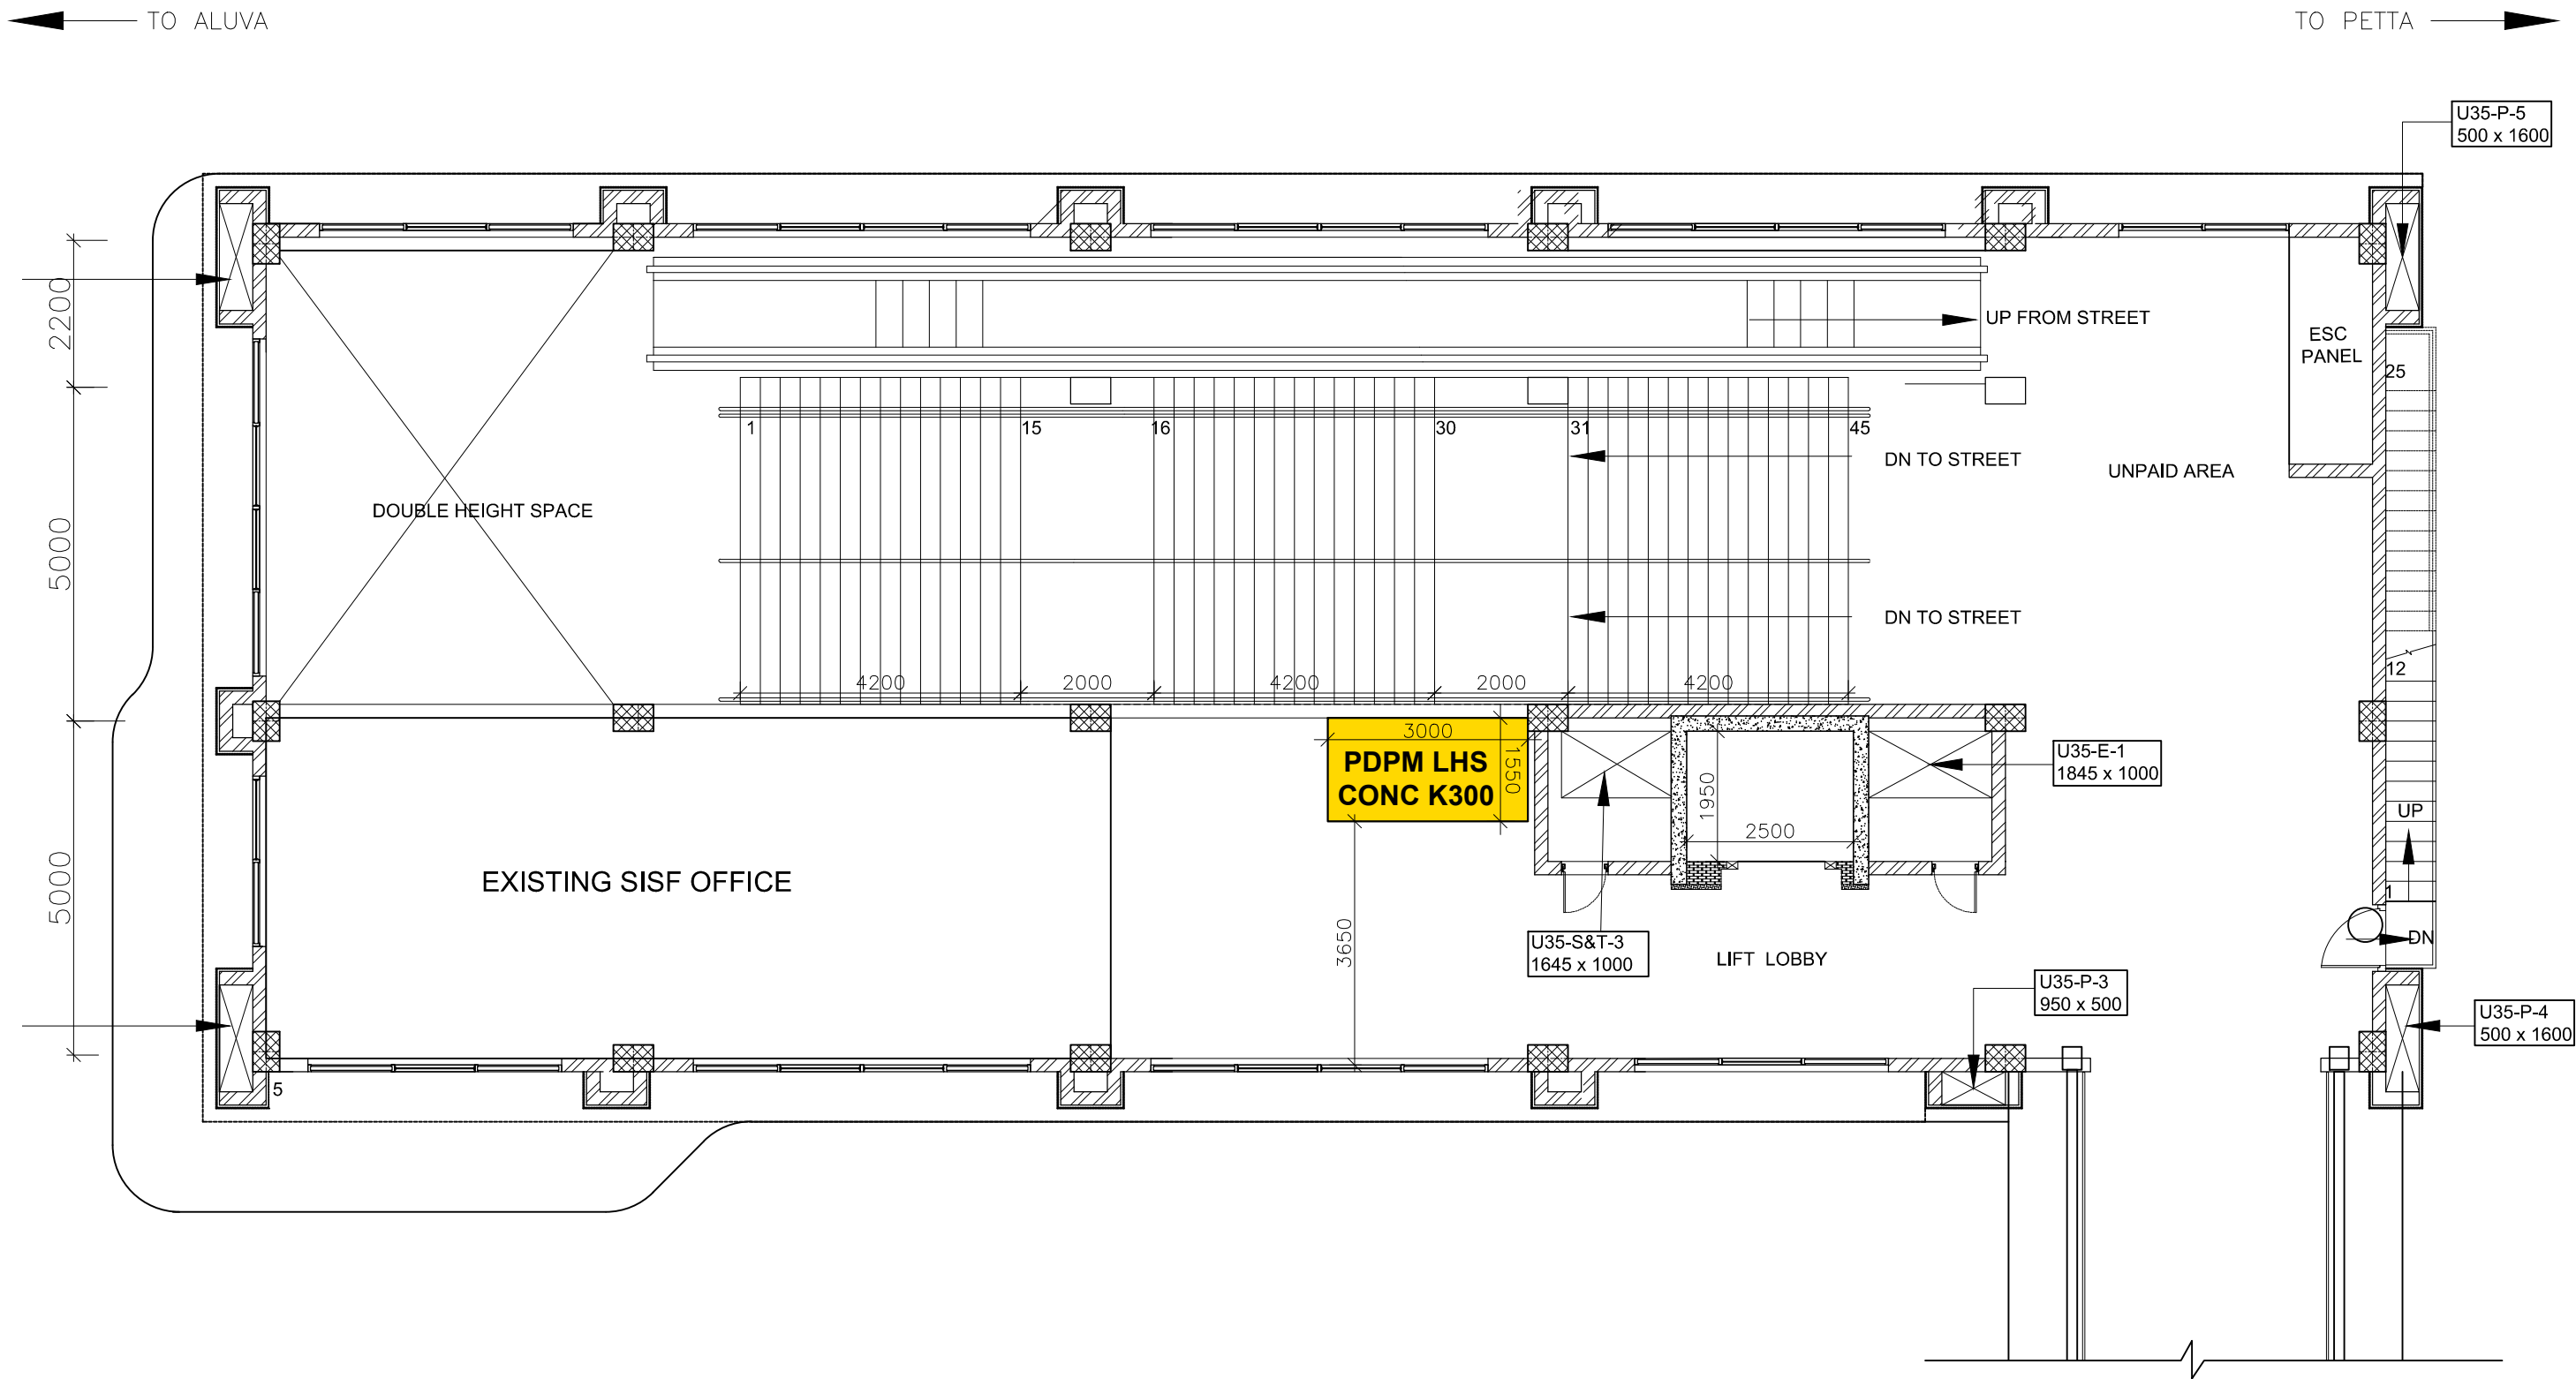 TO ALUVA
TO PETTA
U35-P-5
500 x 1600
2200
UP FROM STREET
ESC
PANEL
25
1
15
16
30
31
45
DN TO STREET
UNPAID AREA
DOUBLE HEIGHT SPACE
5000
DN TO STREET
12
4200
2000
4200
2000
4200
3000
PDPM LHS
CONC K300
1550
1950
2500
U35-E-1
1845 x 1000
UP
EXISTING SISF OFFICE
5000
1
3650
U35-S&T-3
1645 x 1000
LIFT LOBBY
DN
U35-P-3
950 x 500
U35-P-4
500 x 1600
5